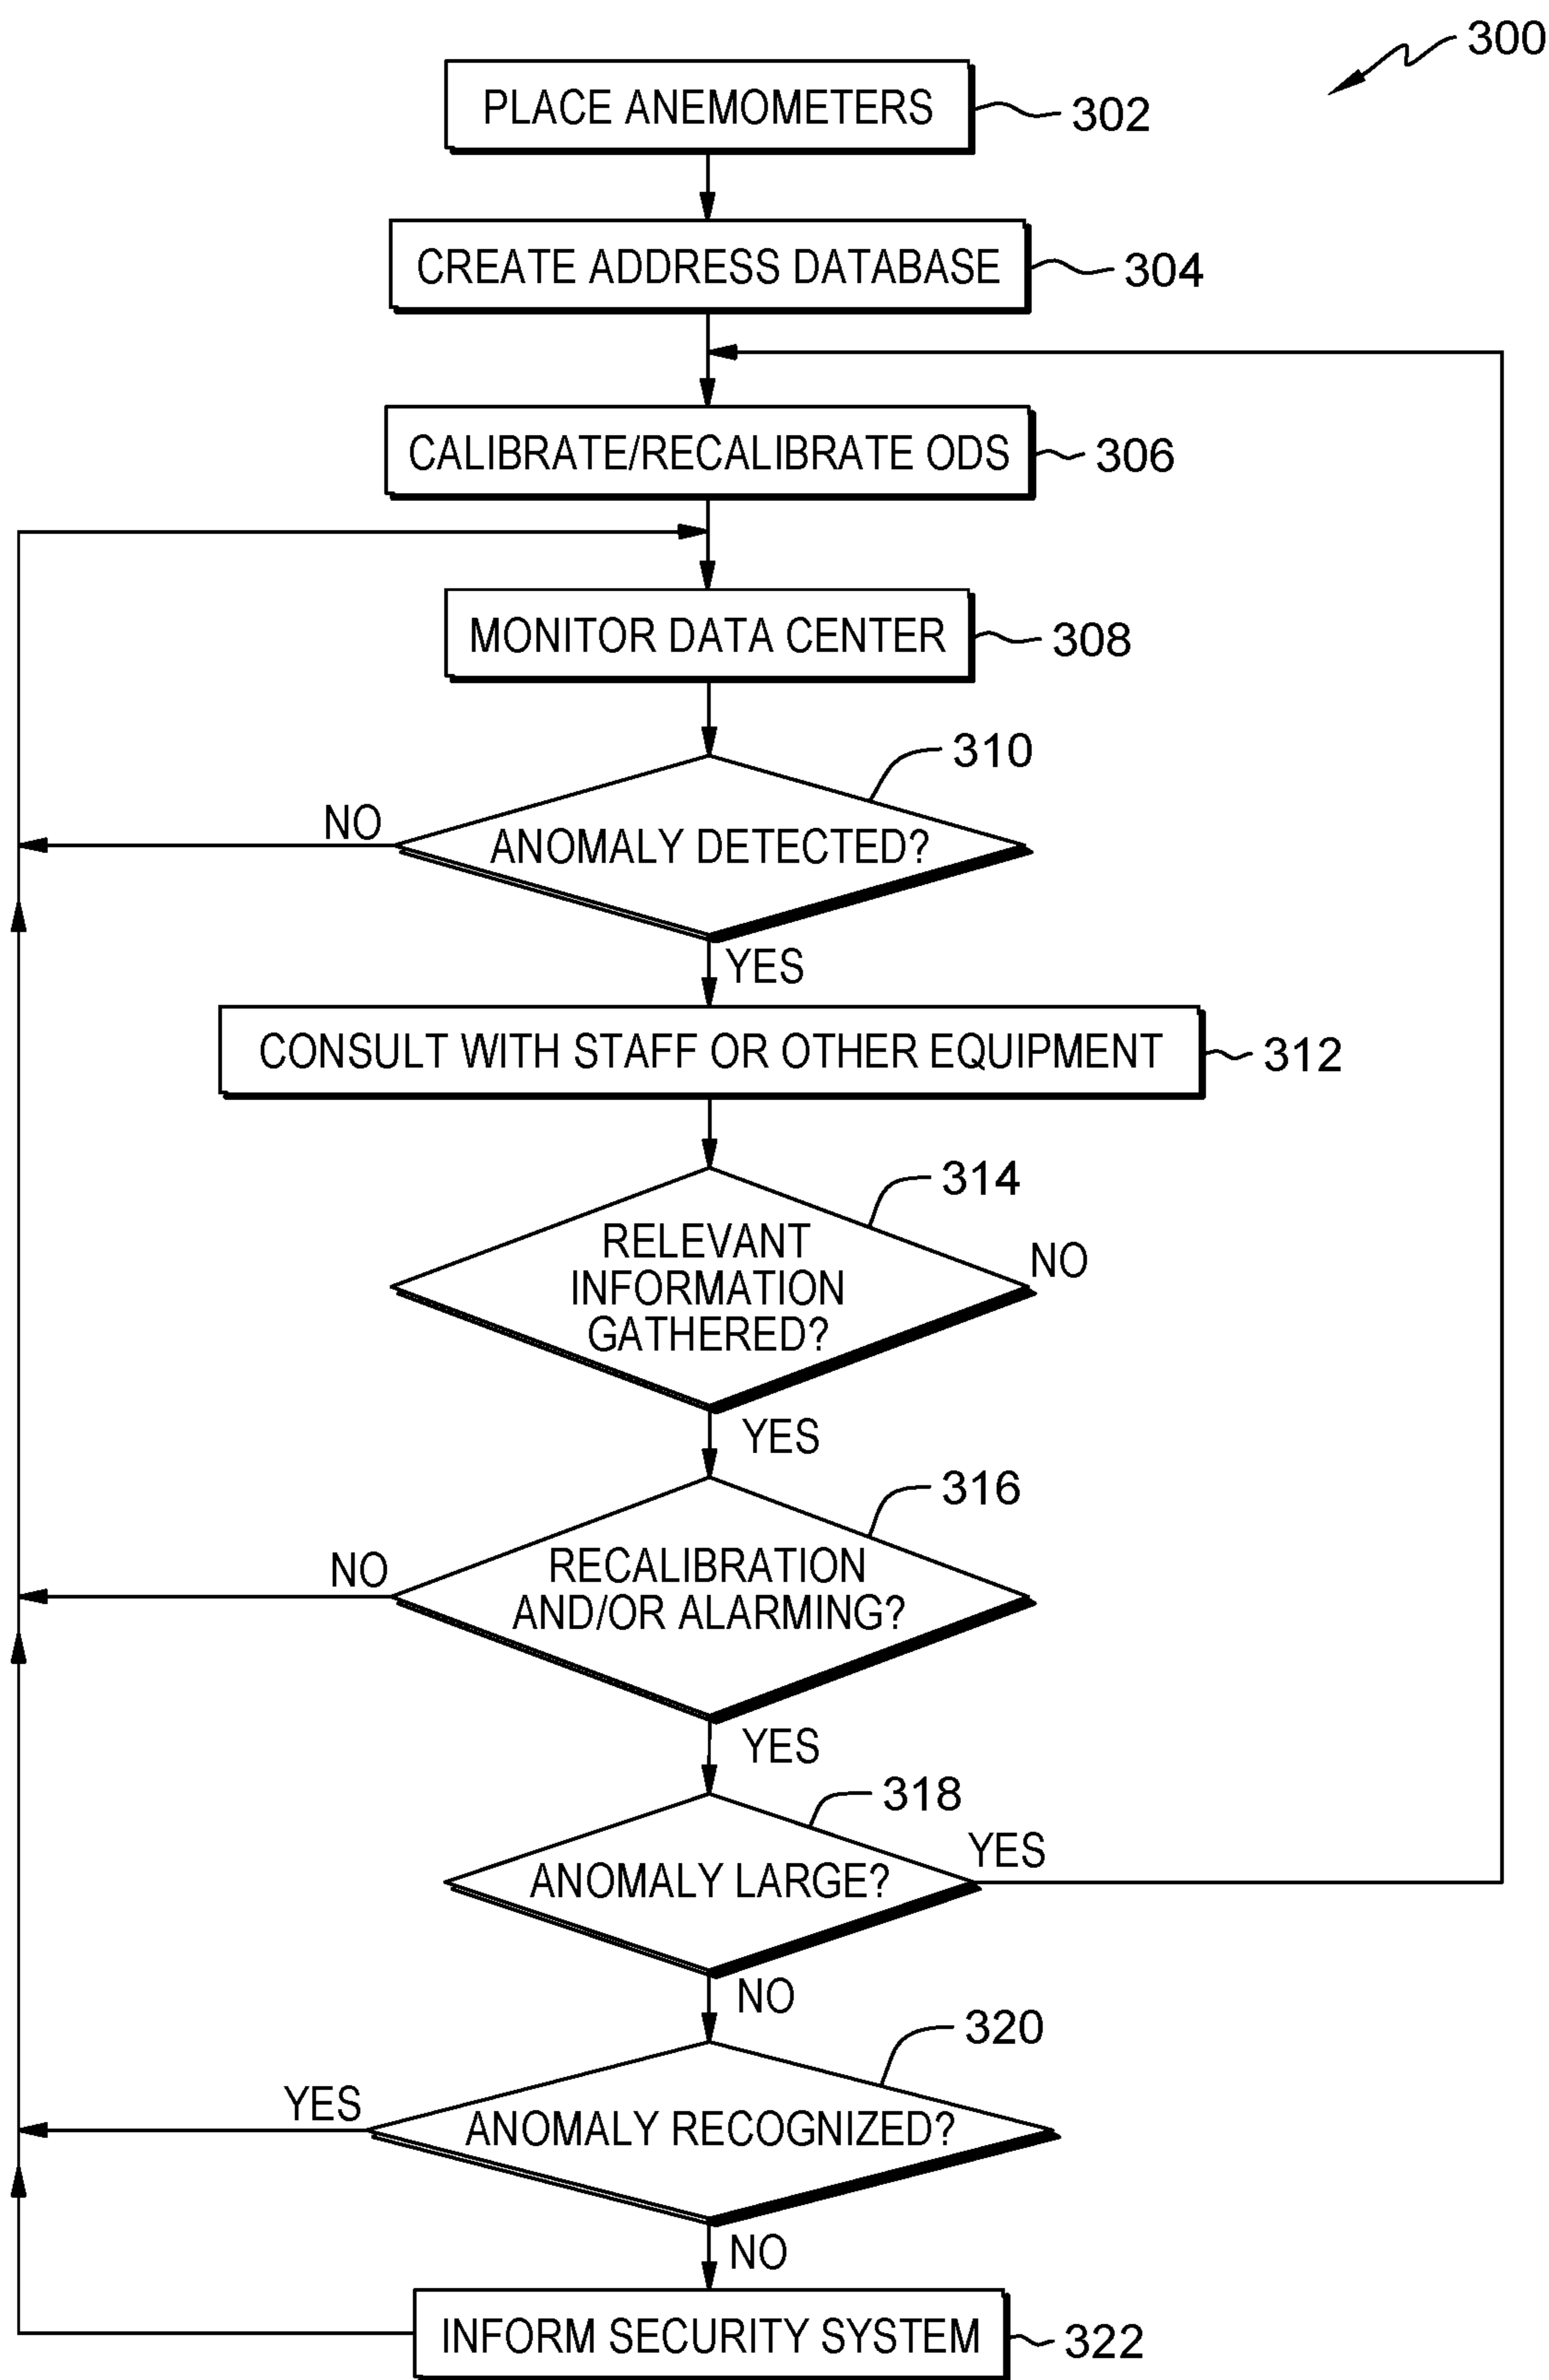 300
PLACE ANEMOMETERS
302
CREATE ADDRESS DATABASE
304
CALIBRATE/RECALIBRATE ODS
306
MONITOR DATA CENTER
308
310
NO
ANOMALY DETECTED?
YES
CONSULT WITH STAFF OR OTHER EQUIPMENT
312
314
RELEVANT
INFORMATION
GATHERED?
NO
YES
316
NO
RECALIBRATION
AND/OR ALARMING?
YES
318
ANOMALY LARGE?
YES
NO
320
YES
ANOMALY RECOGNIZED?
NO
INFORM SECURITY SYSTEM
322